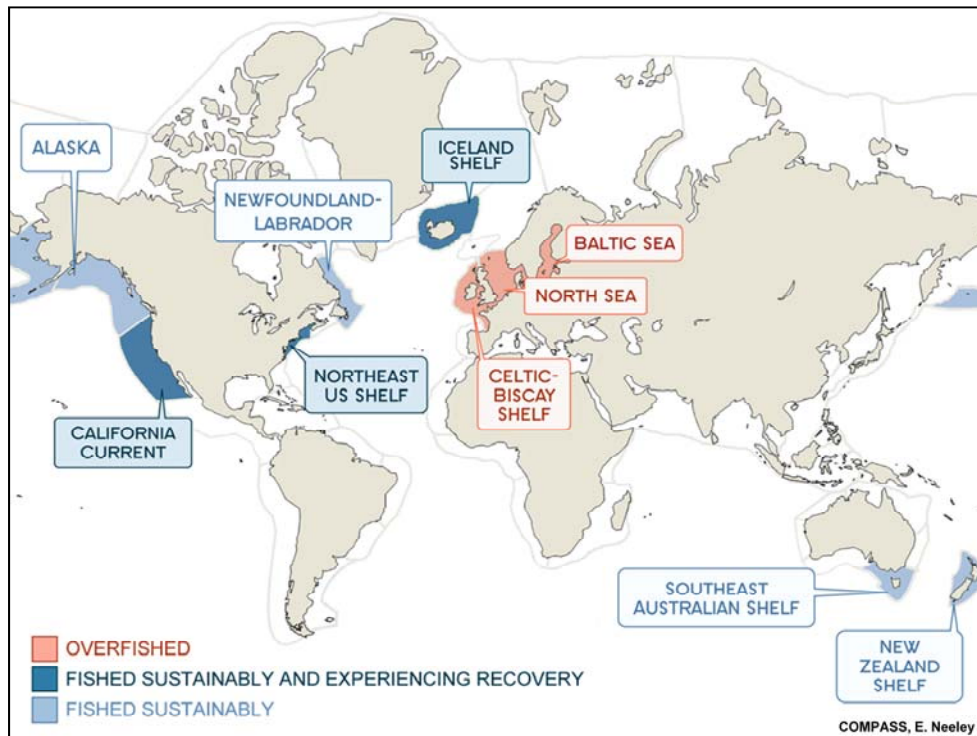 ALASKA
NEWFOUNDLAND-
LABRADOR
ICELAND
SHELF
BALTIC SEA
NORTH SEA
CELTIC-
BISCAY
SHELF
NORTHEAST
US SHELF
CALIFORNIA
CURRENT
SOUTHEAST
AUSTRALIAN SHELF
NEW
ZEALAND
SHELF
OVERFISHED
FISHED SUSTAINABLY AND EXPERIENCING RECOVERY
FISHED SUSTAINABLY
COMPASS, E. Neeley